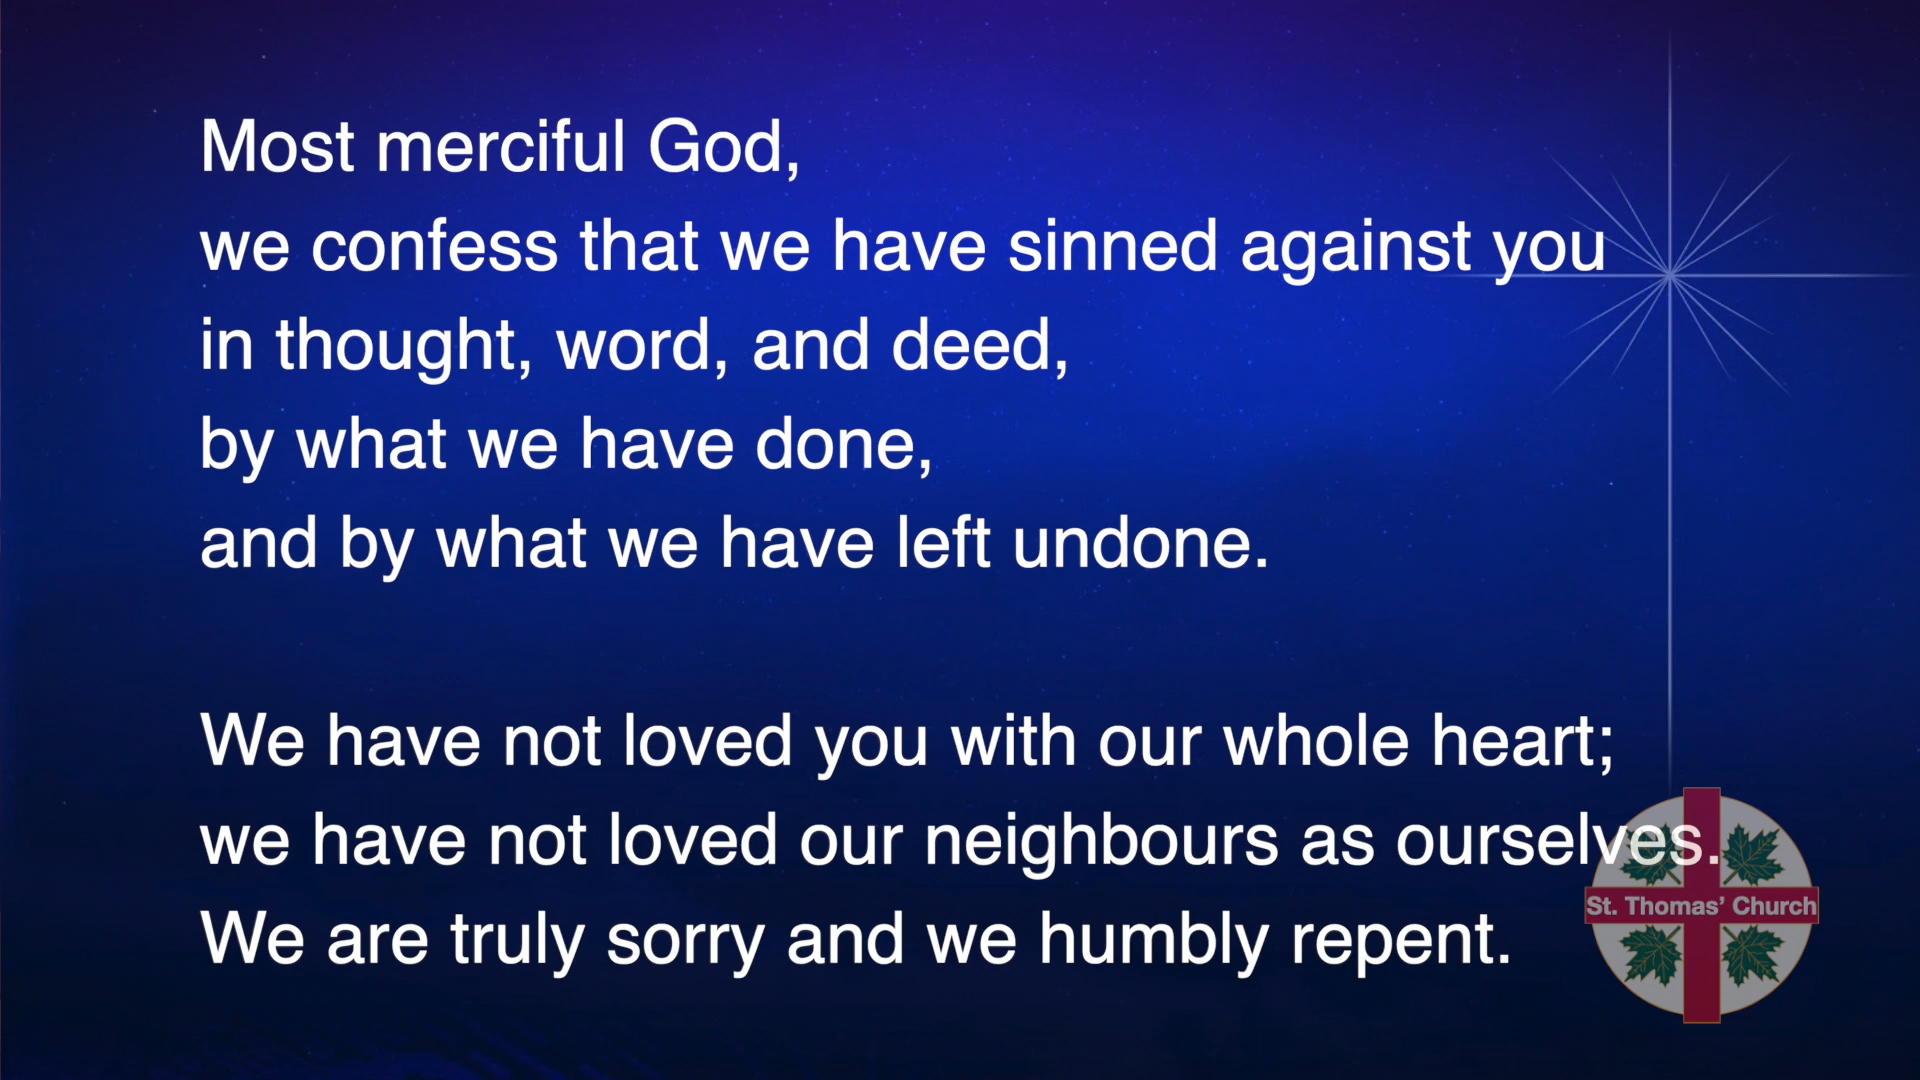 Most merciful God,
we confess that we have sinned against you
in thought, word, and deed,
by what we have done,
and by what we have left undone.
We have not loved you with our whole heart;
we have not loved our neighbours as ourselves.
St. Thomas’ Church
We are truly sorry and we humbly repent.